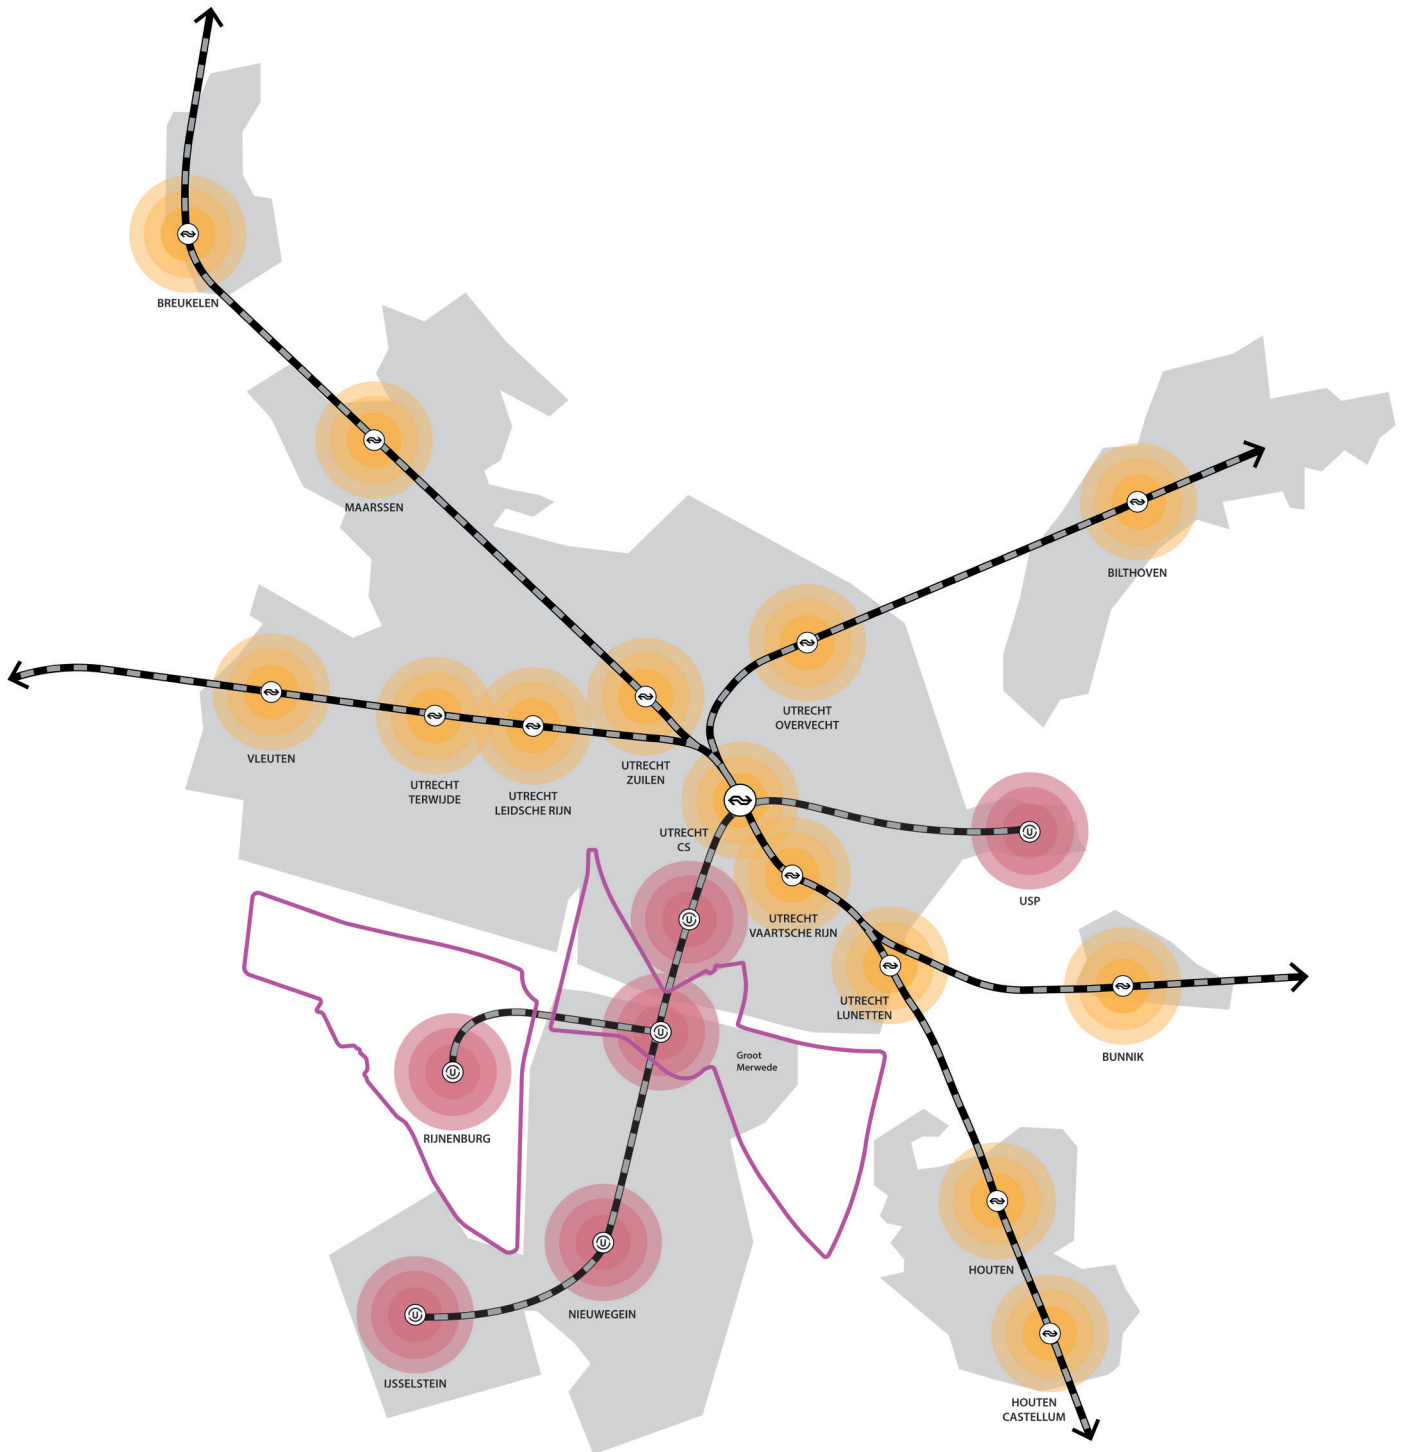 BREUKELEN
MAARSSEN
BILTHOVEN
UTRECHT
OVERVECHT
VLEUTEN
UTRECHT
TERWIJDE
UTRECHT
LEIDSCHE RIJN
UTRECHT
ZUILEN
UTRECHT
CS
USP
UTRECHT
VAARTSCHE RIJN
UTRECHT
LUNETTEN
BUNNIK
Groot
Merwede
RIJNENBURG
HOUTEN
NIEUWEGEIN
IJSSELSTEIN
HOUTEN
CASTELLUM
U
U
U
U
U
U